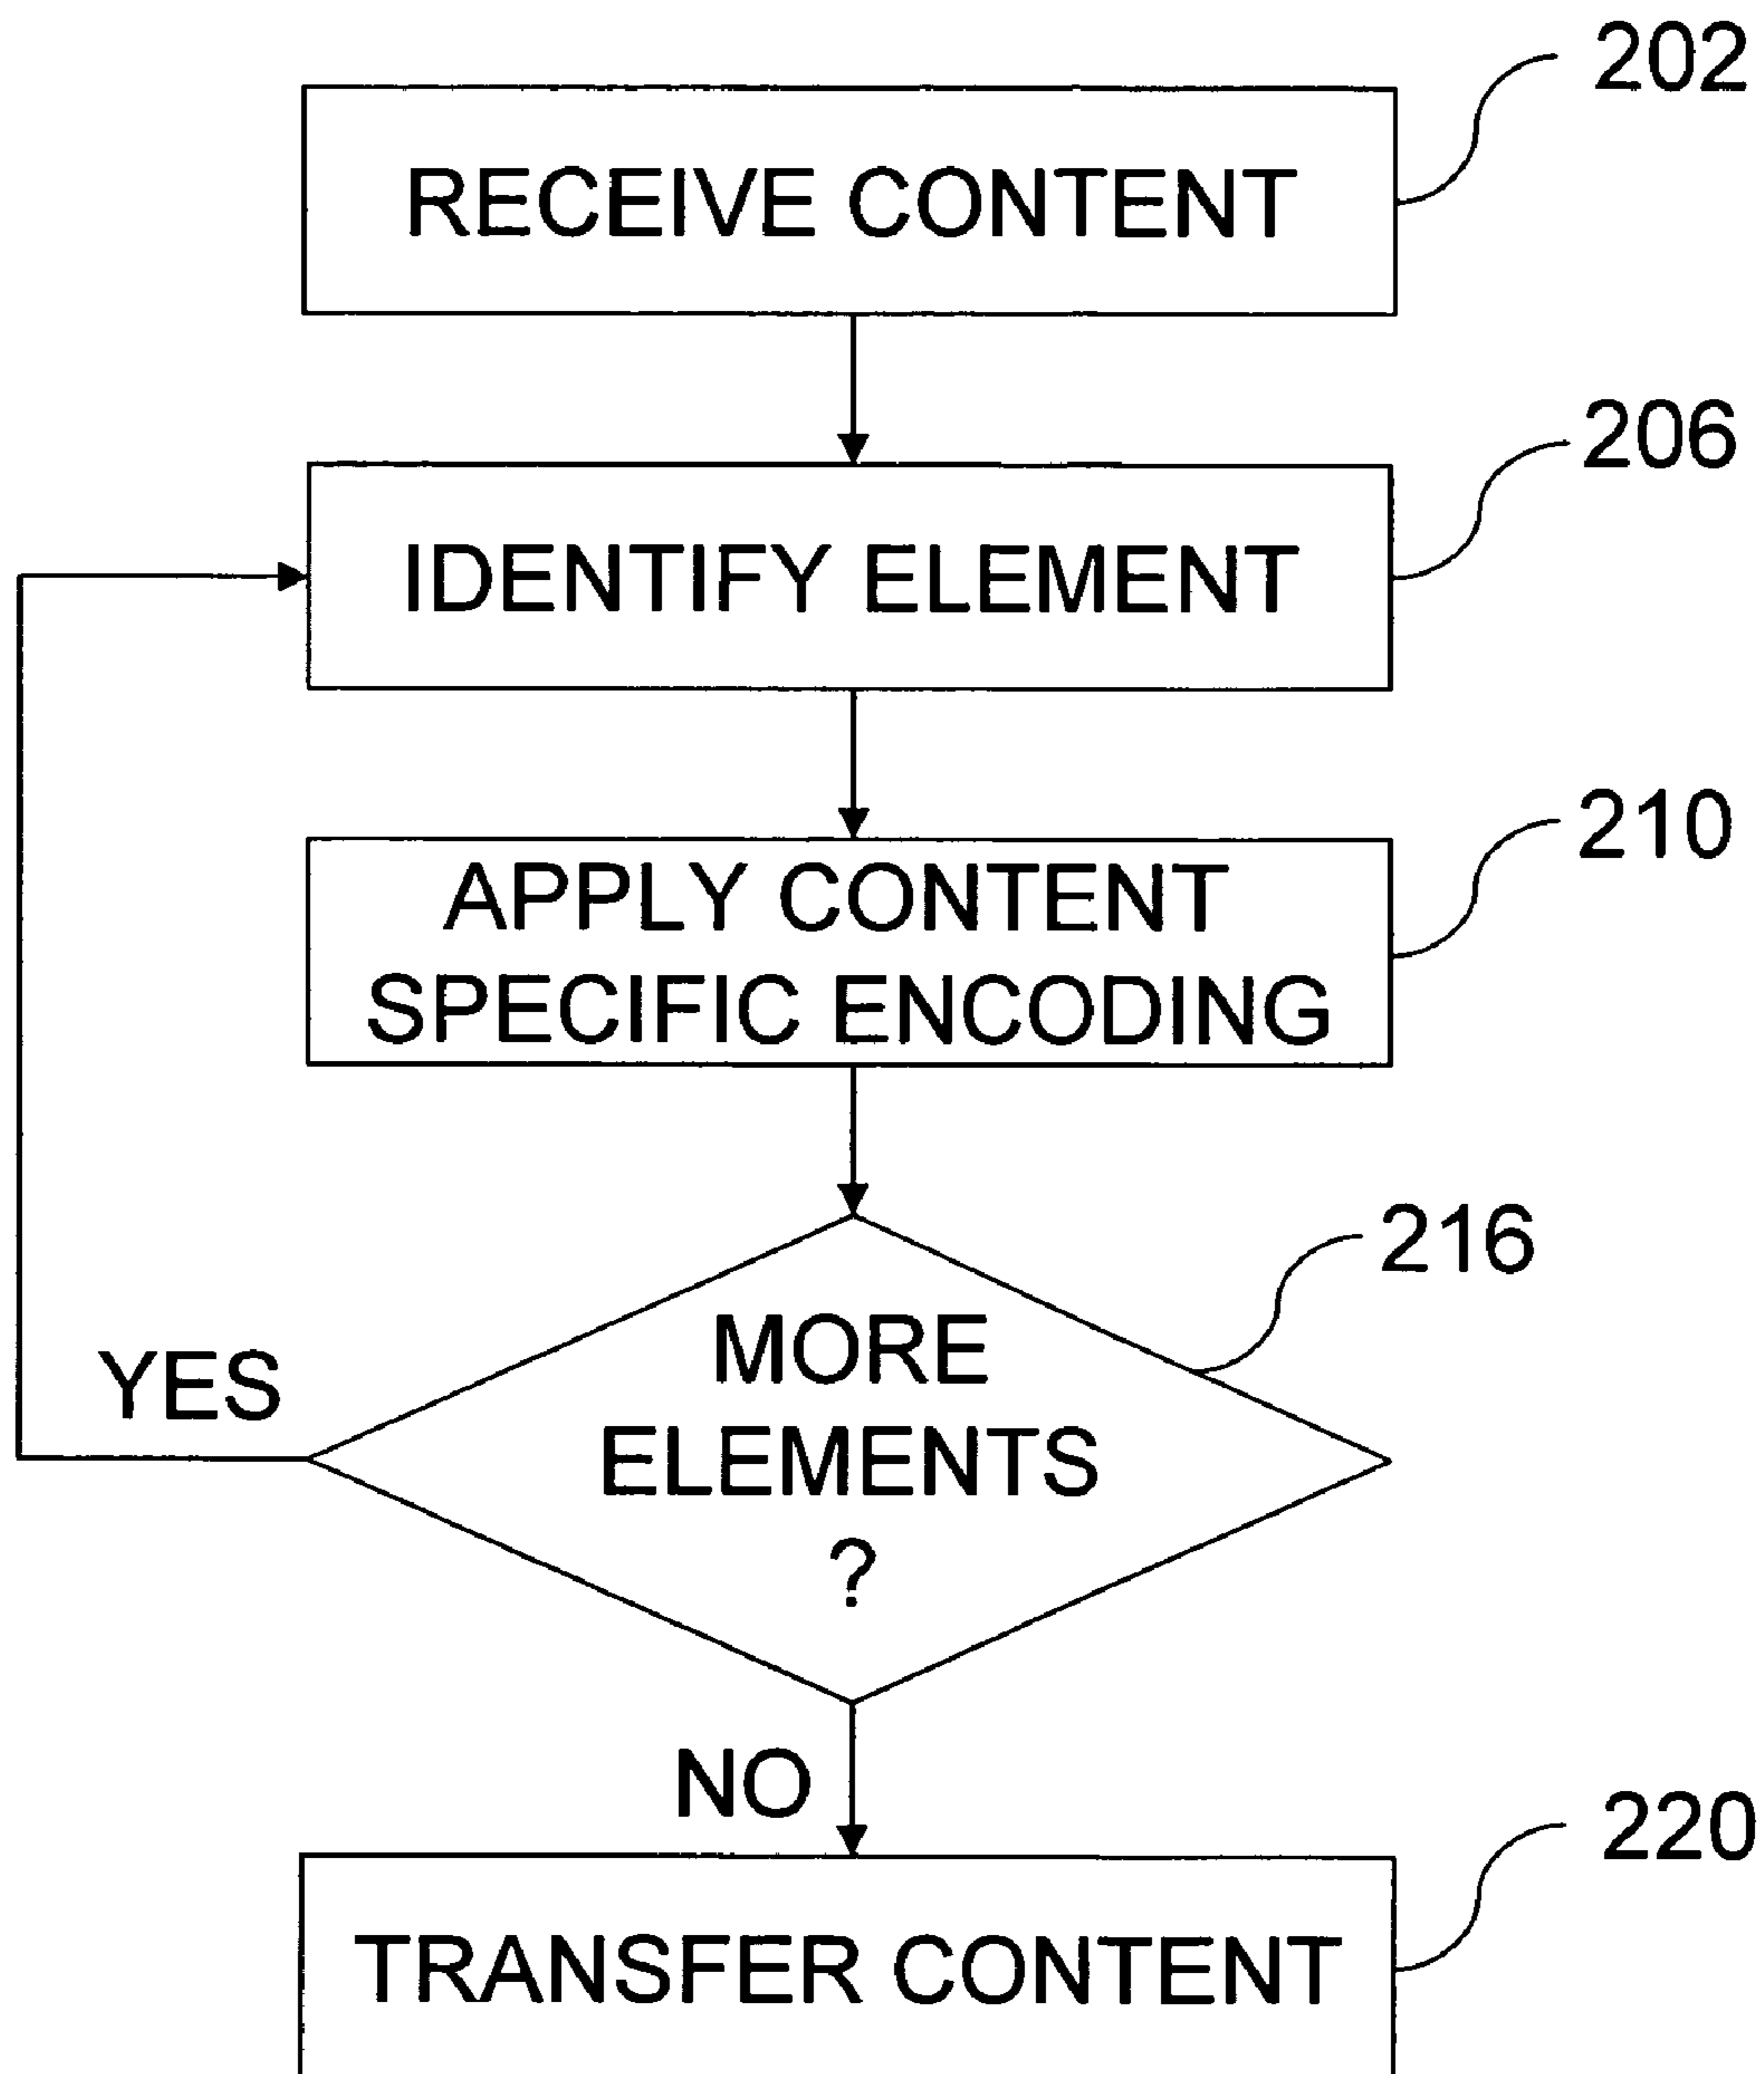 202
RECEIVE CONTENT
206
IDENTIFY ELEMENT
210
APPLY CONTENT
SPECIFIC ENCODING
216
MORE
ELEMENTS
?
YES
NO
220
TRANSFER CONTENT